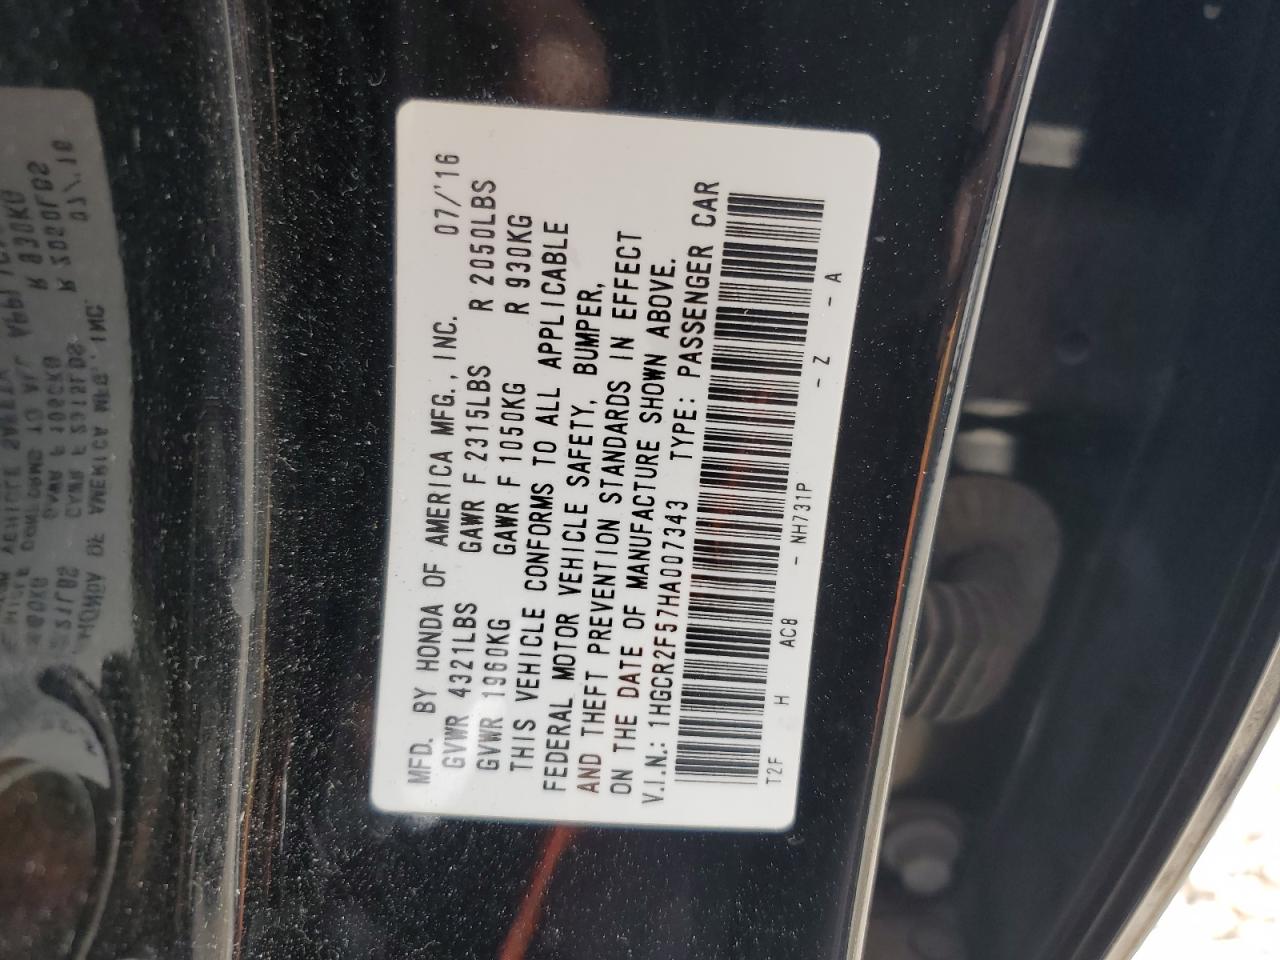 MFD. BY HONDA OF AMERICA MFG., INC. 07/'16
GVWR 4321LBS GAWR F 2315LBS R 2050LBS
GVWR 1960KG GAWR F 1050KG R 930KG
THIS VEHICLE CONFORMS TO ALL APPLICABLE
FEDERAL MOTOR VEHICLE SAFETY, BUMPER,
AND THEFT PREVENTION STANDARDS IN EFFECT
ON THE DATE OF MANUFACTURE SHOWN ABOVE.
V.I.N.: 1HGCR2F57HA007343 TYPE: PASSENGER CAR
T2F H AC8 - NH731P - Z - A